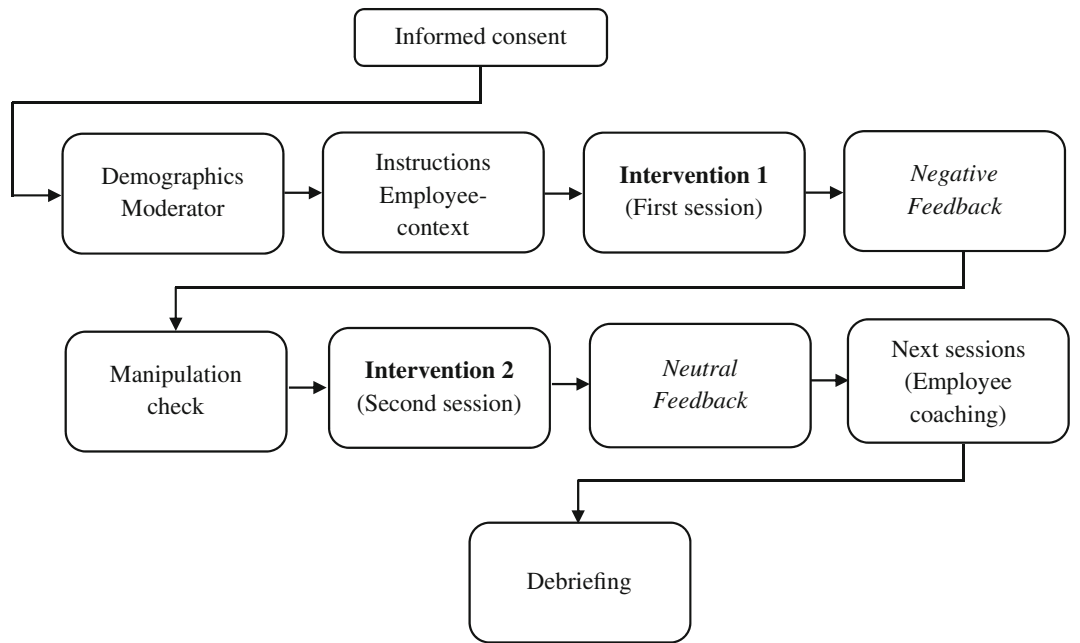 Informed consent
Demographics
Moderator
Instructions
Employee-
context
Intervention 1
(First session)
Negative
Feedback
Manipulation
check
Intervention 2
(Second session)
Neutral
Feedback
Next sessions
(Employee
coaching)
Debriefing